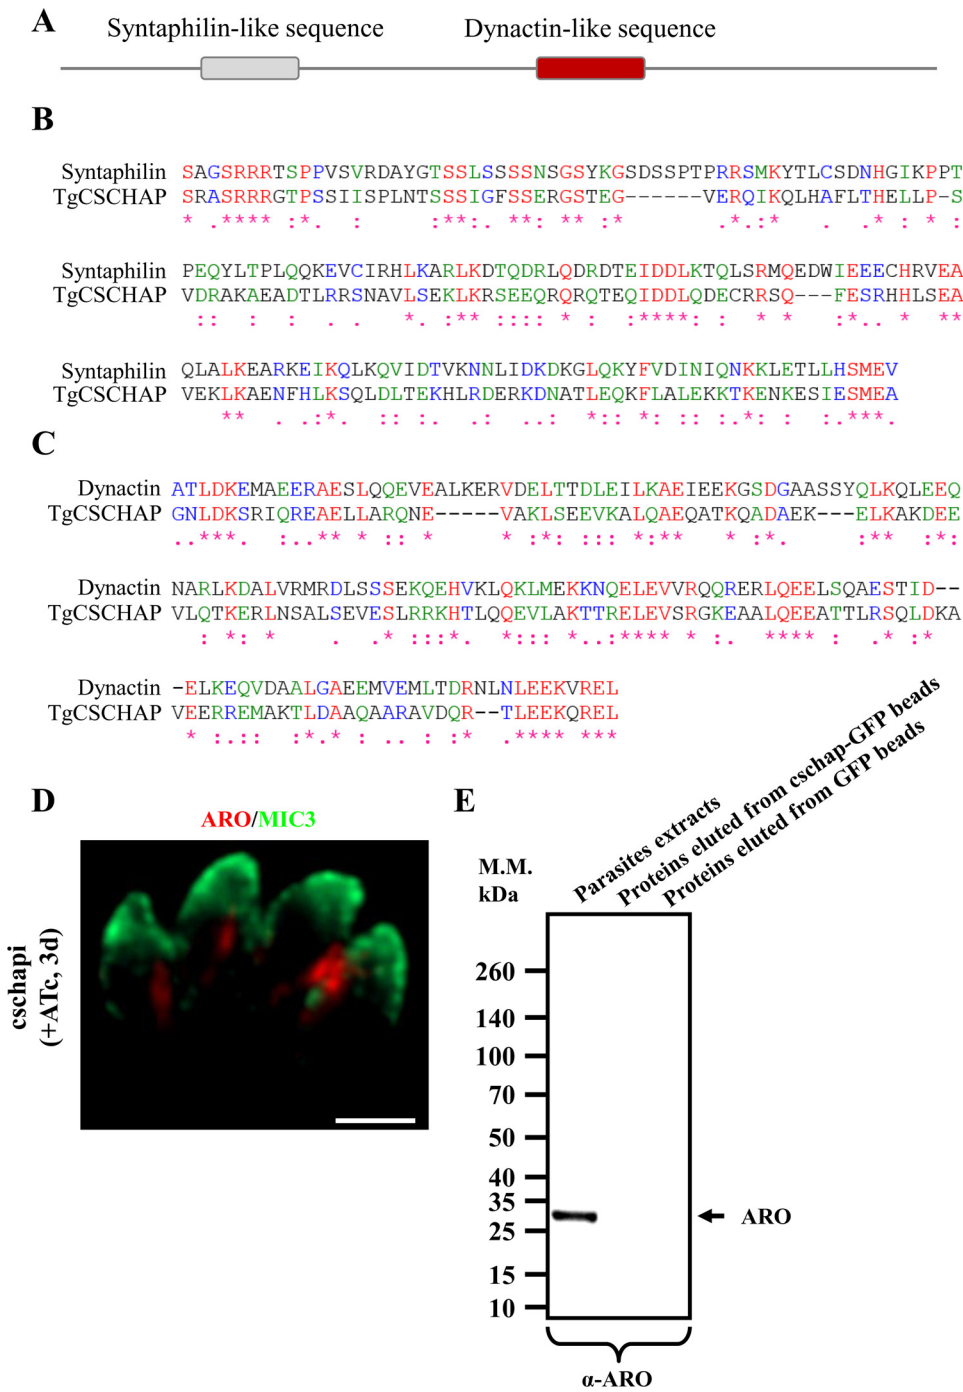 A
Syntaphilin-like sequence
Dynactin-like sequence
B
Syntaphilin SAGSRRRTSPPVSVRDAYGTSSLSSSSNSGSYKGSDSSPTPRRSMKYTLCSDNHGIKPPT
TgCSCHAP SRASRRRGTPSSIISPLNTSSSIGFSSERGSTEG------VERQIKQLHAFLTHELLP-S
Syntaphilin PEQYLTPLQQKEVCIRHLKARLKDTQDRLQDRDTEIDDLKTQLSRMQEDWIEEECHRVEA
TgCSCHAP VDRAKAEADTLRRSNAVLSEKLKRSEEQRQRQTEQIDDLQDECRRSQ---FESRHHLSEA
Syntaphilin QLALKEARKEIKQLKQVIDTVKNNLIDKDKGLQKYFVDINIQNKKLETLLHSMEV
TgCSCHAP VEKLKAENFHLKSQLDLTEKHLRDERKDNATLEQKFLALEKKTKENKESIESMEA
C
Dynactin ATLDKEMAEERAESLQQEVEALKERVDELTTDLEILKAEIEEKGSDGAASSYQLKQLEEQ
TgCSCHAP GNLDKSRIQREAELLARQNE-----VAKLSEEVKALQAEQATKQADAEK---ELKAKDEE
Dynactin NARLKDALVRMRDLSSSEKQEHVKLQKLMEKKNQELEVVRQQRERLQEELSQAESTID--
TgCSCHAP VLQTKERLNSALSEVESLRRKHTLQQEVLAKTTRELEVSRGKEAALQEEATTLRSQLDKA
Dynactin -ELKEQVDAALGAEEMVEMLTDRNLNLEEKVREL
TgCSCHAP VEERREMAKTLDAAQAARAVDQR--TLEEKQREL
D
ARO/MIC3
cschapi
(+ATc, 3d)
E
M.M.
kDa
Parasites extracts
Proteins eluted from cschap-GFP beads
Proteins eluted from GFP beads
260
140
100
70
50
40
35
25
15
10
ARO
α-ARO